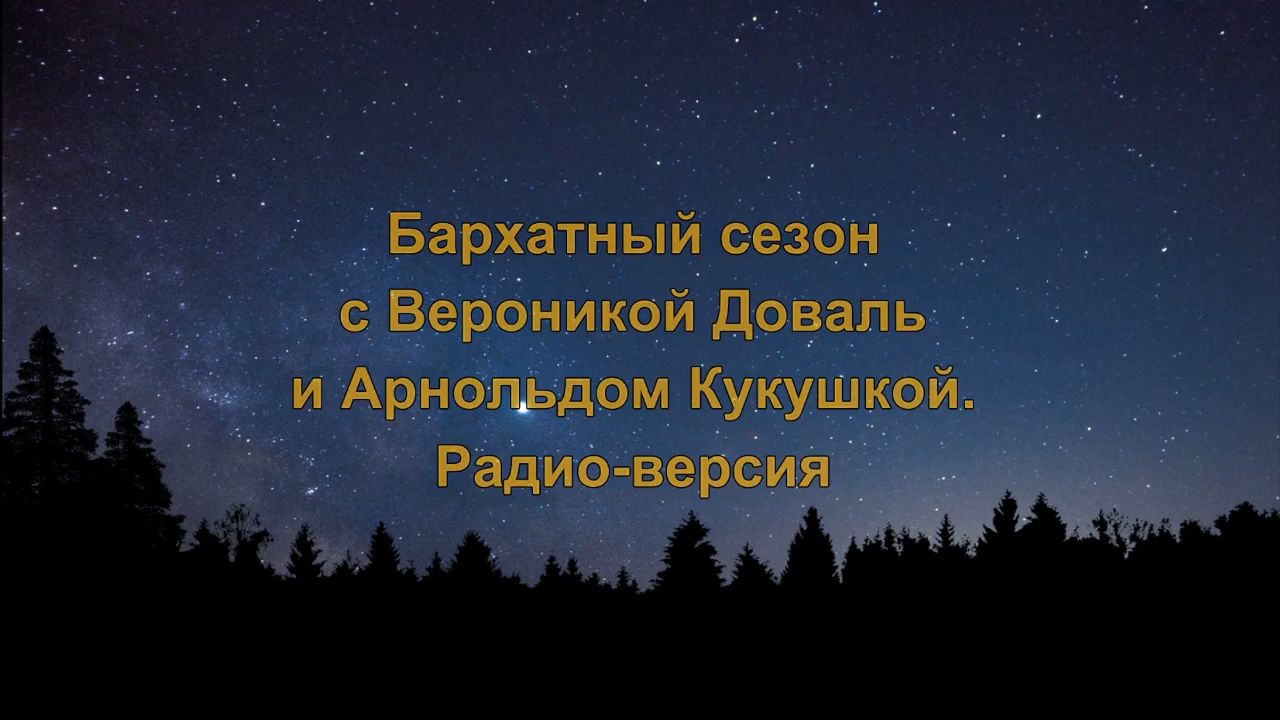 Бархатный сезон
с Вероникой Доваль
и Арнольдом Кукушкой.
Радио-версия